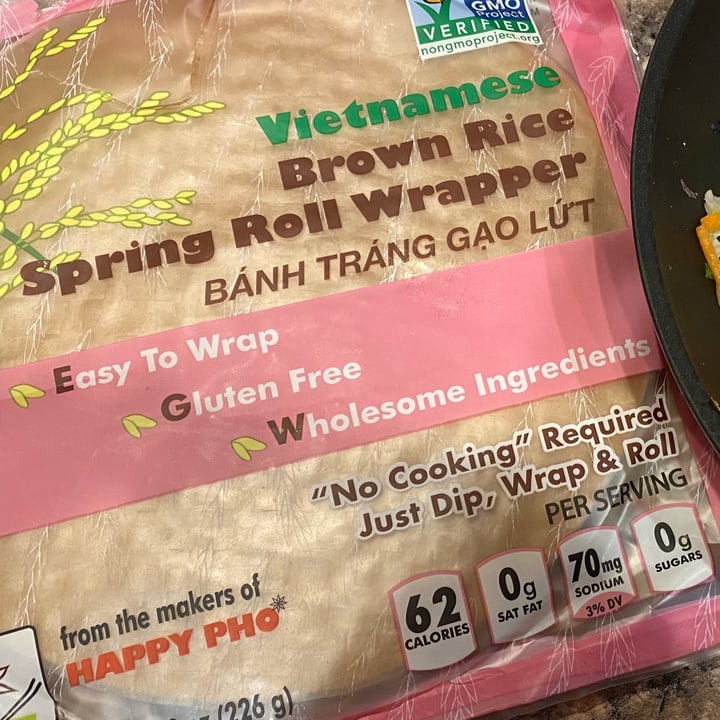 GMO
Project
VERIFIED
nongmoproject.org
Vietnamese
Brown Rice
Spring Roll Wrapper
BÁNH TRÁNG GẠO LỨT
Easy To Wrap
Gluten Free
Wholesome Ingredients
"No Cooking" Required
Just Dip, Wrap & Roll
PER SERVING
62
CALORIES
0g
SAT FAT
70mg
SODIUM
3% DV
0g
SUGARS
from the makers of
HAPPY PHO*
(226 g)